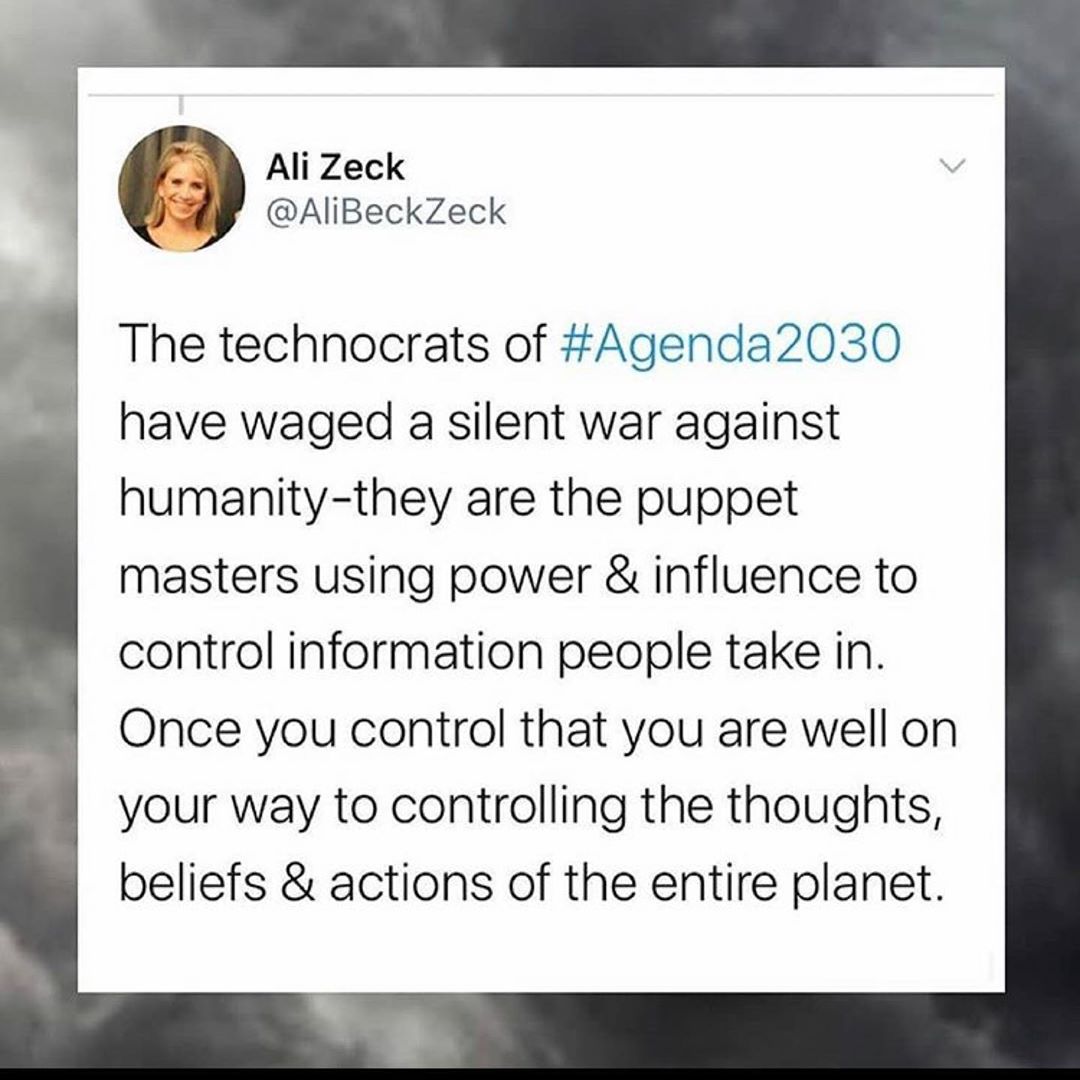 Ali Zeck
@AliBeckZeck
The technocrats of #Agenda2030
have waged a silent war against
humanity-they are the puppet
masters using power & influence to
control information people take in.
Once you control that you are well on
your way to controlling the thoughts,
beliefs & actions of the entire planet.